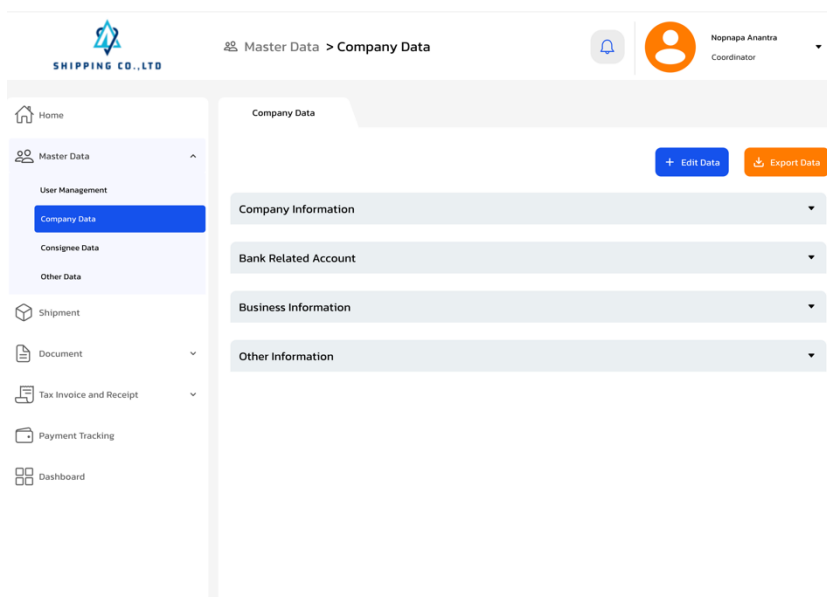 SHIPPING CO.,LTD
Master Data > Company Data
Nopnapa Anantra
Coordinator
Home
Master Data
User Management
Company Data
Consignee Data
Other Data
Shipment
Document
Tax Invoice and Receipt
Payment Tracking
Dashboard
Company Data
+ Edit Data
Export Data
Company Information
Bank Related Account
Business Information
Other Information